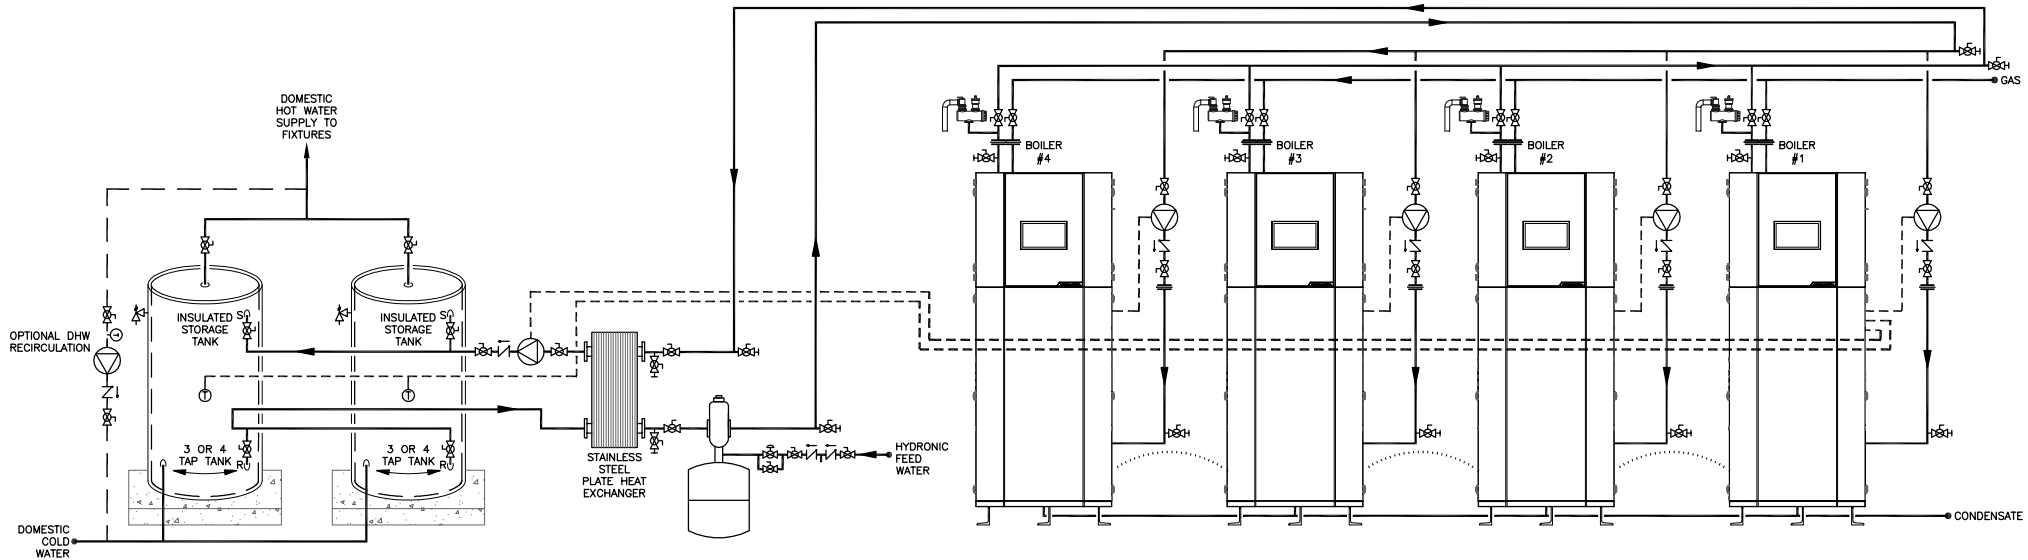 DOMESTIC
HOT WATER
SUPPLY TO
FIXTURES
GAS
BOILER
#4
BOILER
#3
BOILER
#2
BOILER
#1
OPTIONAL DHW
RECIRCULATION
INSULATED
STORAGE
TANK
S
INSULATED
STORAGE
TANK
S
T
T
3 OR 4
TAP TANK
R
3 OR 4
TAP TANK
R
STAINLESS
STEEL
PLATE HEAT
EXCHANGER
HYDRONIC
FEED
WATER
DOMESTIC
COLD
WATER
CONDENSATE